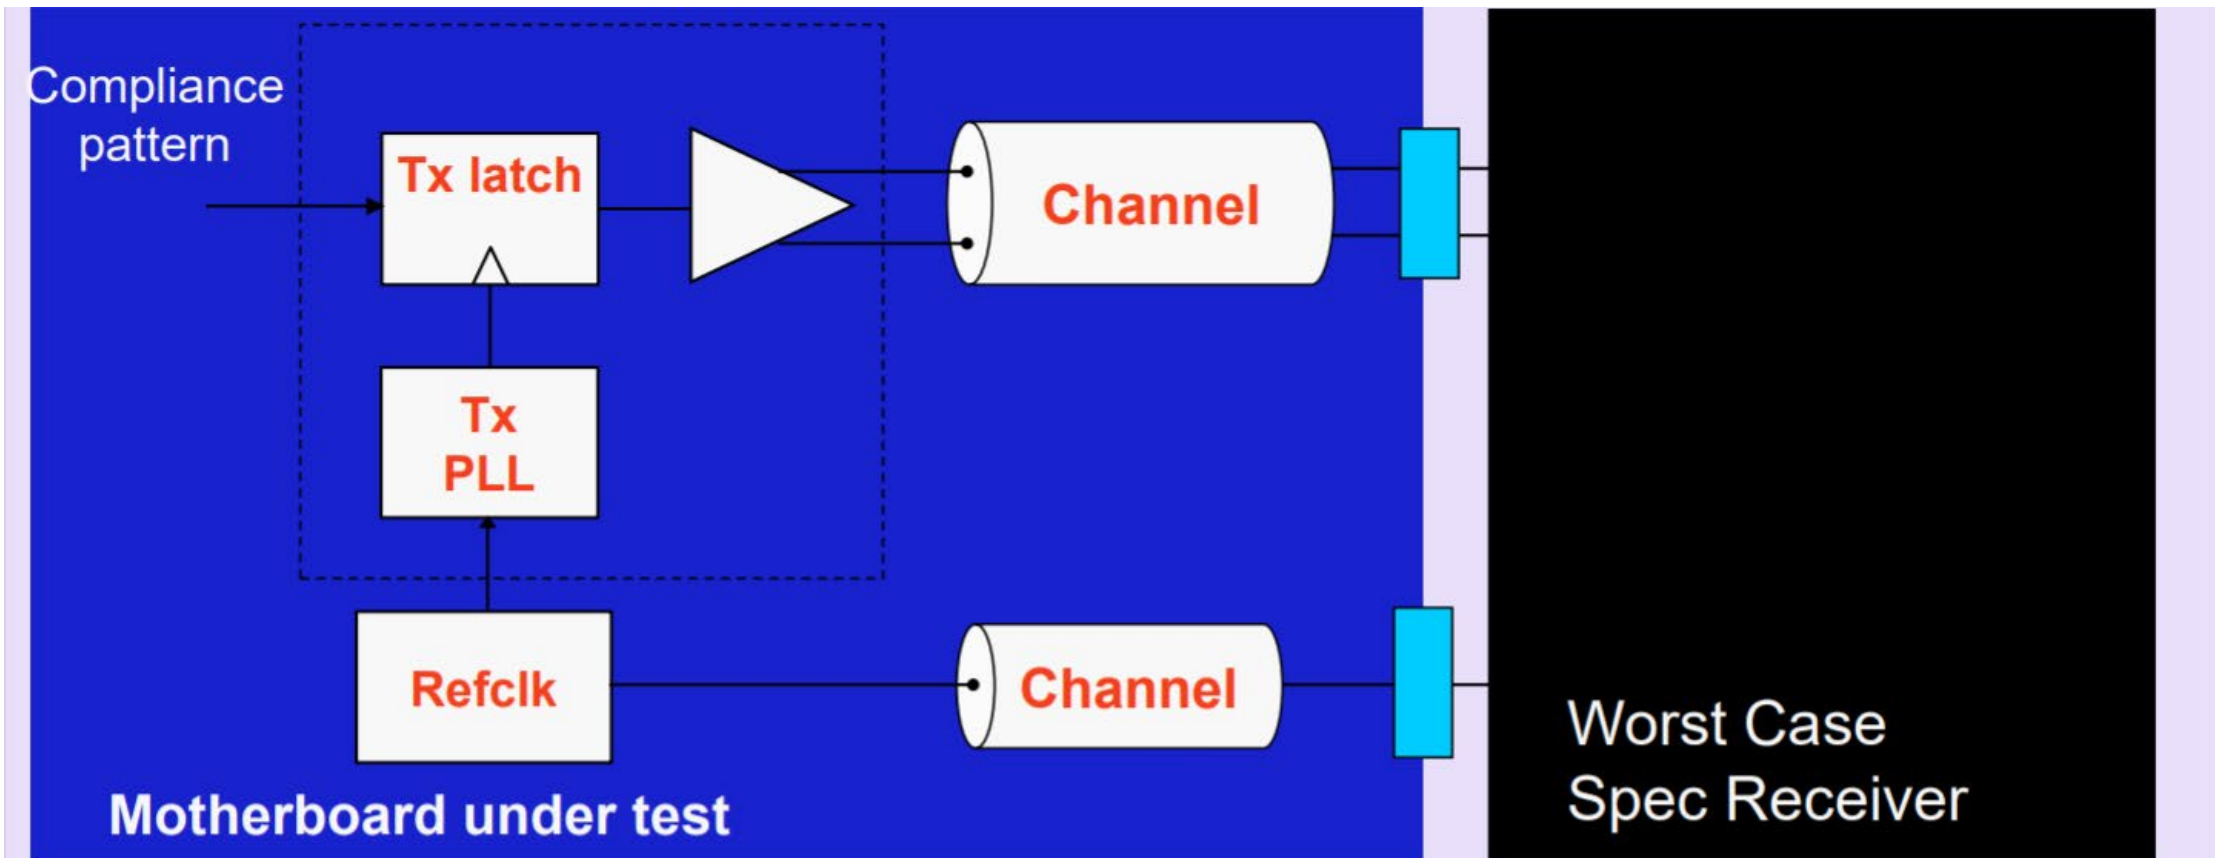 Compliance
pattern
Tx latch
Channel
Tx
PLL
Refclk
Channel
Motherboard under test
Worst Case
Spec Receiver